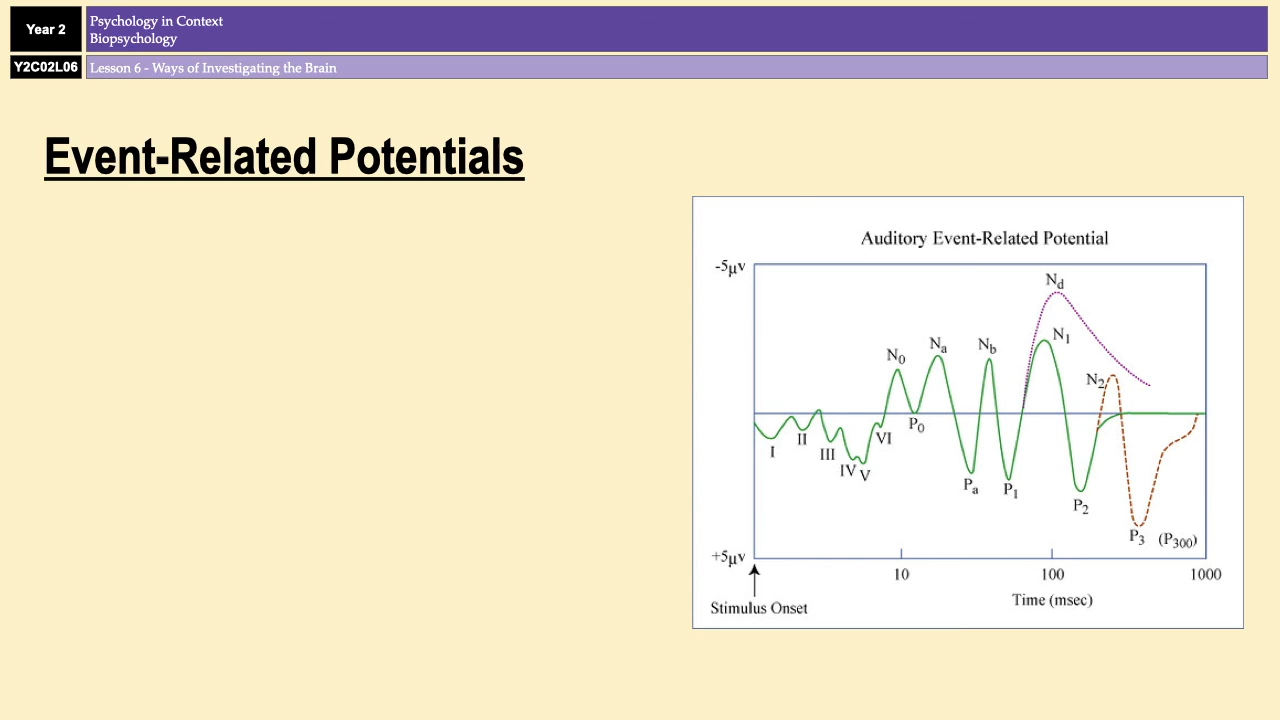 Year 2
Psychology in Context
Biopsychology
Y2C02L06
Lesson 6 - Ways of Investigating the Brain
Event-Related Potentials
Auditory Event-Related Potential
-5μv
Nd
N1
N0
Na
Nb
N2
P0
I
II
III
IV
V
VI
Pa
P1
P2
P3 (P300)
+5μv
10
100
1000
Time (msec)
Stimulus Onset